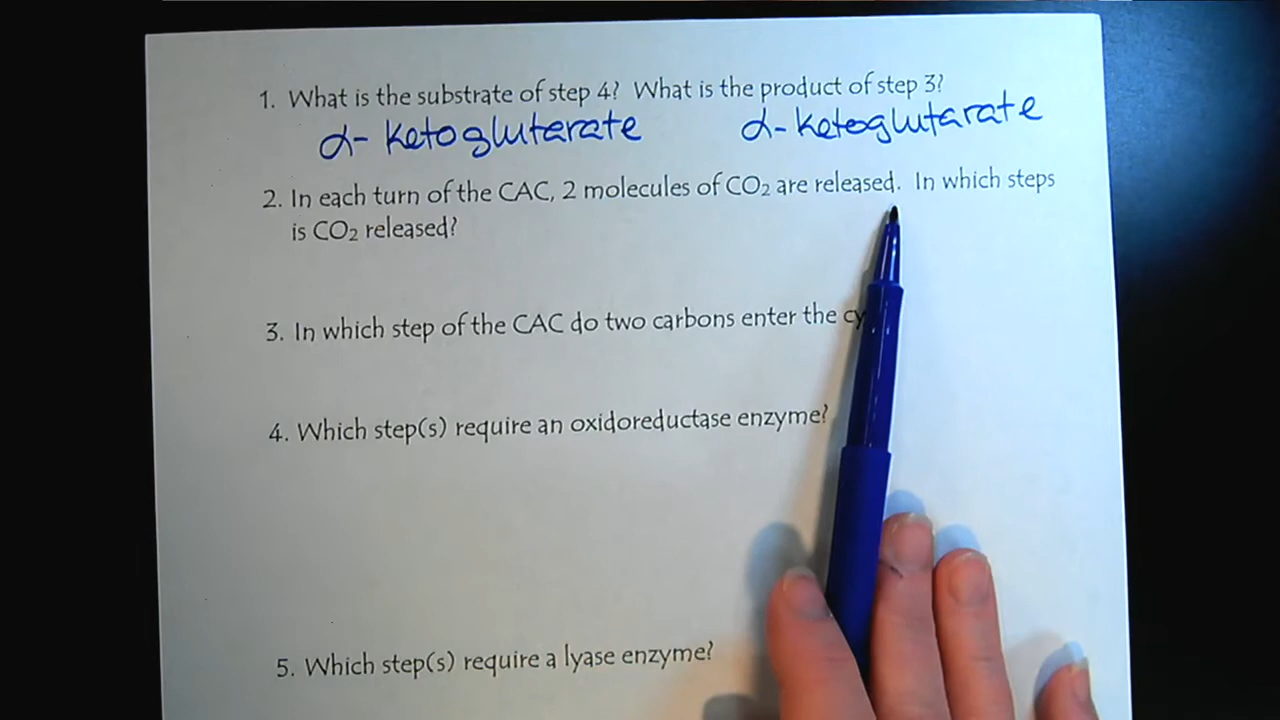 1. What is the substrate of step 4? What is the product of step 3?
α- ketogluterate α- ketoglutarate
2. In each turn of the CAC, 2 molecules of CO₂ are released. In which steps
is CO₂ released?
3. In which step of the CAC do two carbons enter the
4. Which step(s) require an oxidoreductase enzyme?
5. Which step(s) require a lyase enzyme?